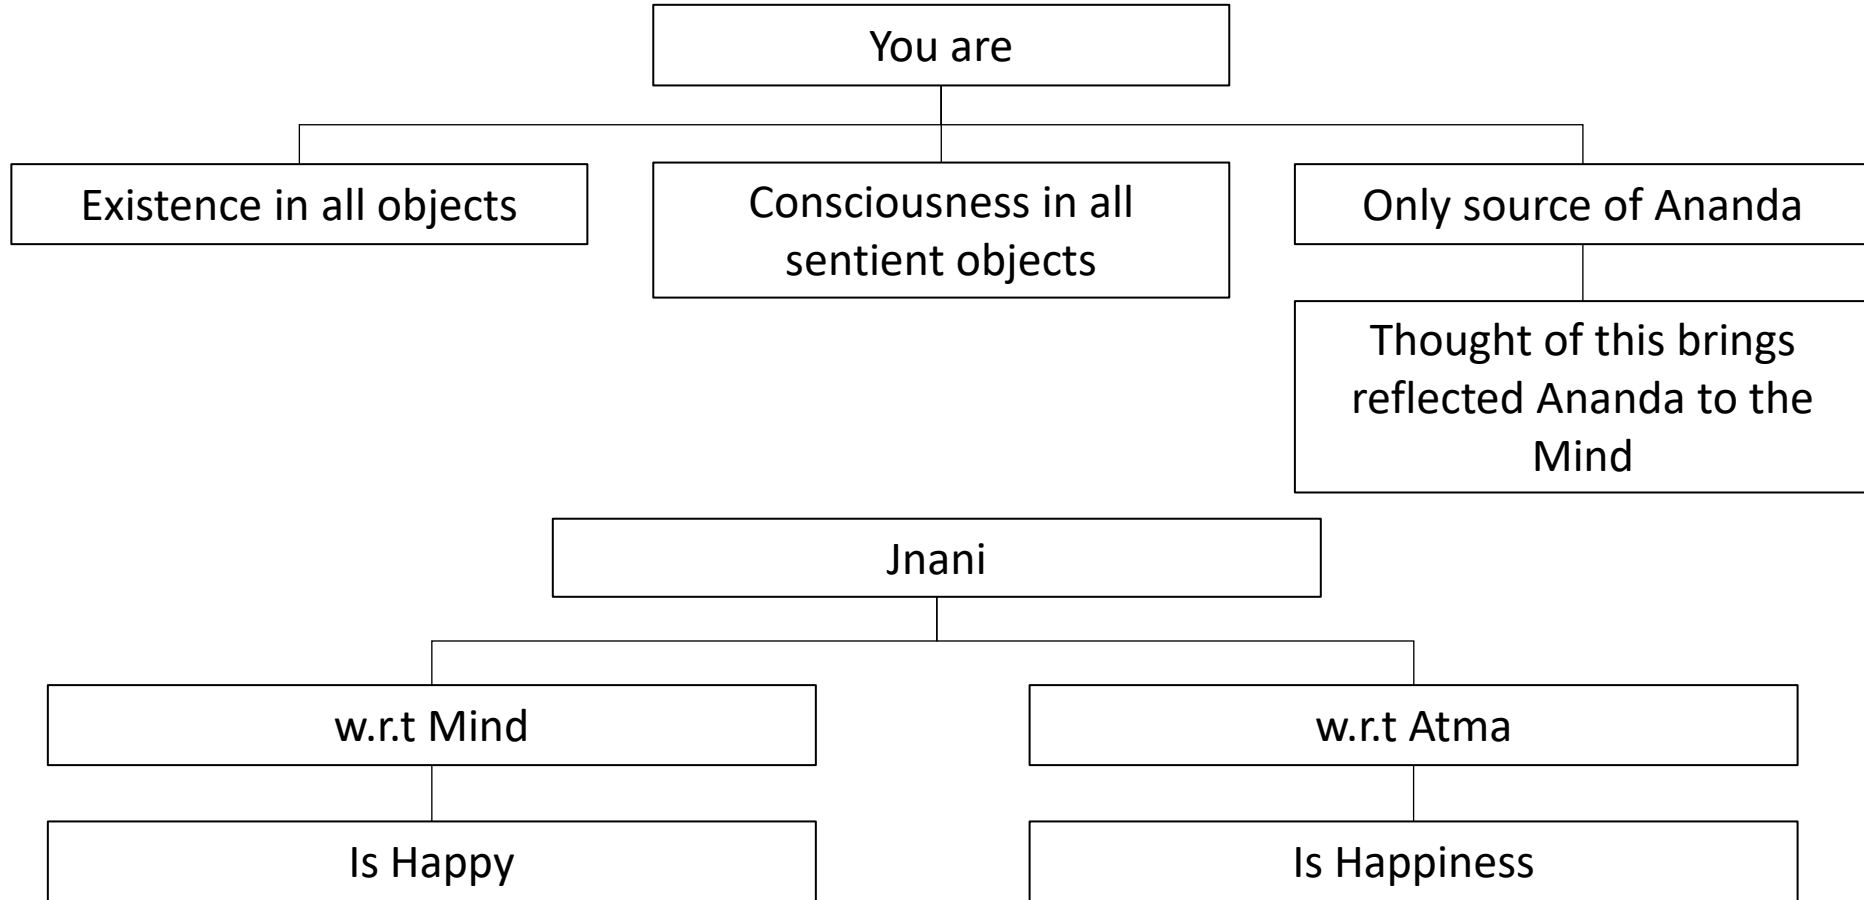 You are
Existence in all objects
Consciousness in all
sentient objects
Only source of Ananda
Thought of this brings
reflected Ananda to the
Mind
Jnani
w.r.t Mind
w.r.t Atma
Is Happy
Is Happiness